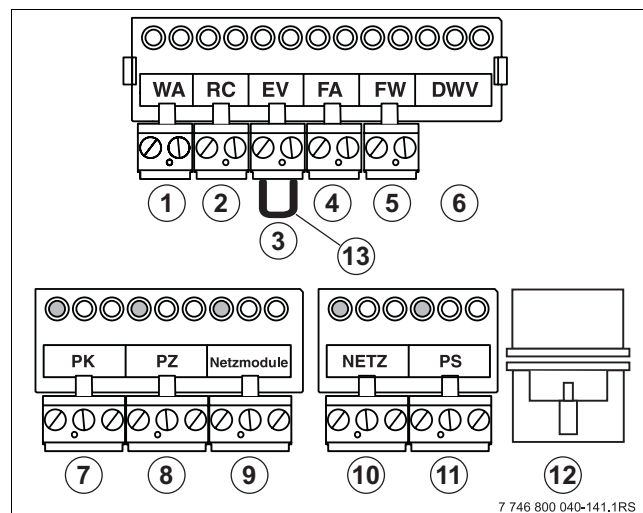 WA RC EV FA FW DWV
1 2 3 4 5 6
13
PK PZ Netzmodule NETZ PS
7 8 9 10 11 12
7 746 800 040-141.1RS